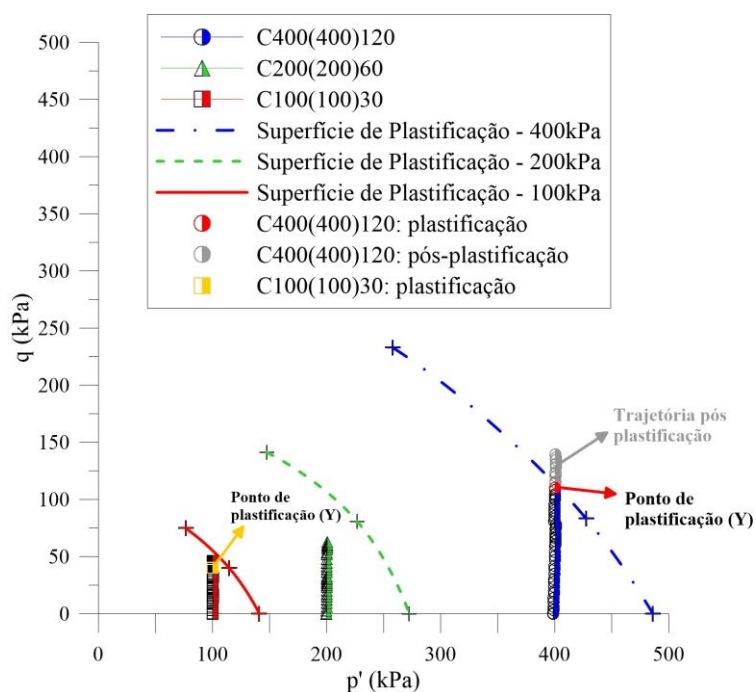 C400(400)120
C200(200)60
C100(100)30
Superfície de Plastificação - 400kPa
Superfície de Plastificação - 200kPa
Superfície de Plastificação - 100kPa
C400(400)120: plastificação
C400(400)120: pós-plastificação
C100(100)30: plastificação
500
450
400
350
300
250
200
150
100
50
0
q (kPa)
Trajetória pós
plastificação
Ponto de
plastificação (Y)
Ponto de
plastificação (Y)
0
100
200
300
400
500
p' (kPa)